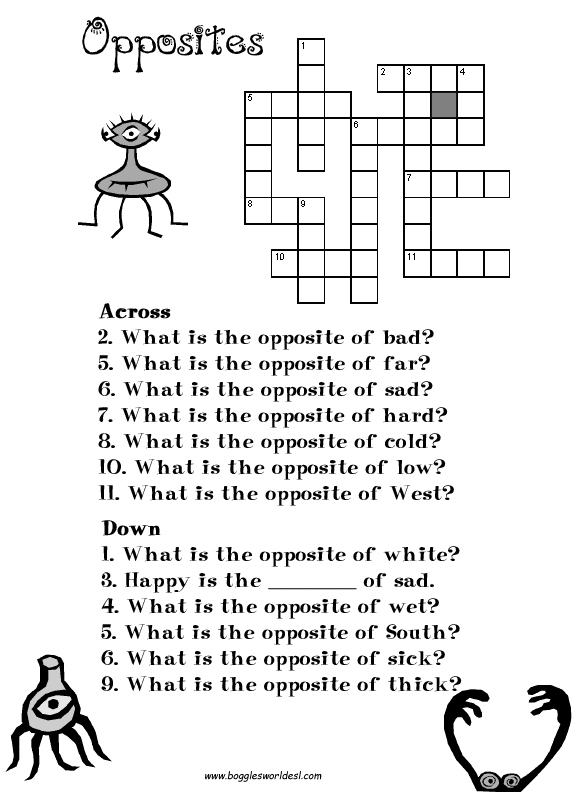 Opposites
1
2 3 4
5
6
7
8 9
10 11
Across
2. What is the opposite of bad?
5. What is the opposite of far?
6. What is the opposite of sad?
7. What is the opposite of hard?
8. What is the opposite of cold?
10. What is the opposite of low?
11. What is the opposite of West?
Down
1. What is the opposite of white?
3. Happy is the ________ of sad.
4. What is the opposite of wet?
5. What is the opposite of South?
6. What is the opposite of sick?
9. What is the opposite of thick?
www.bogglesworldesl.com